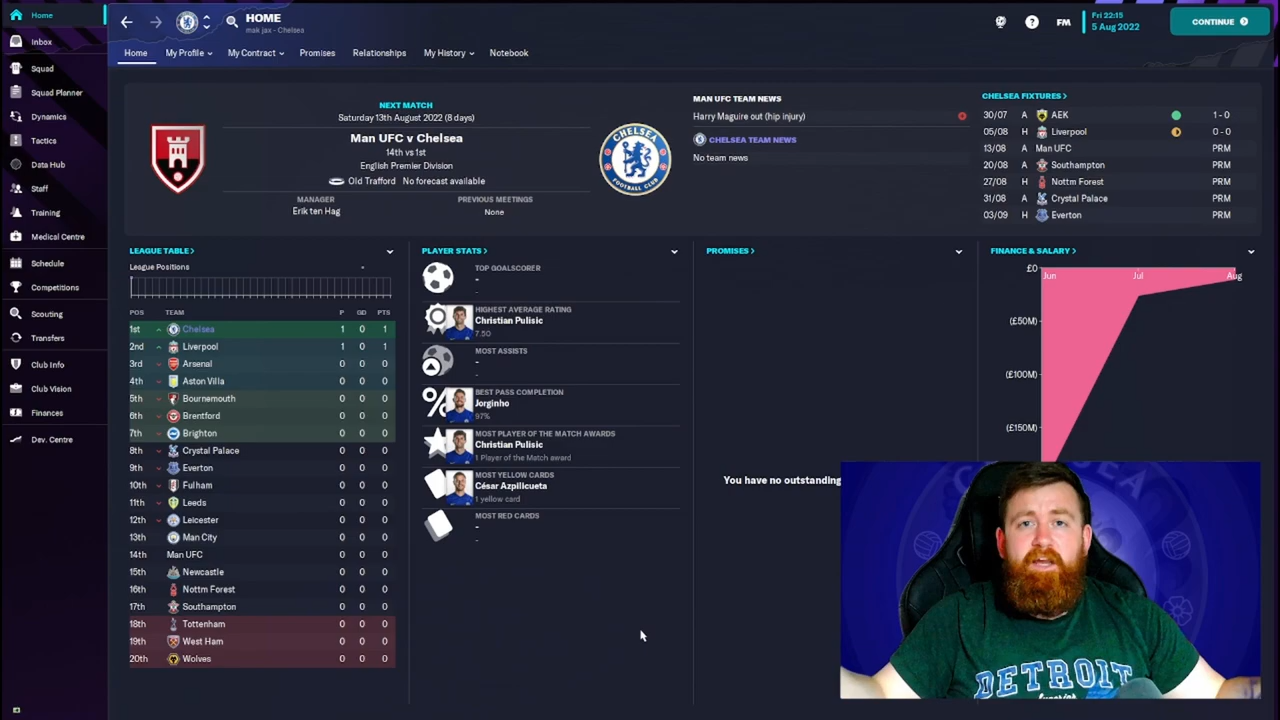 Home
Inbox
Squad
Squad Planner
Dynamics
Tactics
Data Hub
Staff
Training
Medical Centre
Schedule
Competitions
Scouting
Transfers
Club Info
Club Vision
Finances
Dev. Centre
HOME
mak jax - Chelsea
FM
Fri 22:15
5 Aug 2022
CONTINUE
Home My Profile My Contract Promises Relationships My History Notebook
NEXT MATCH
Saturday 13th August 2022 (8 days)
Man UFC v Chelsea
14th vs 1st
English Premier Division
Old Trafford No forecast available
MANAGER
Erik ten Hag
PREVIOUS MEETINGS
None
CHELSEA
FOOTBALL CLUB
MAN UFC TEAM NEWS
Harry Maguire out (hip injury)
CHELSEA TEAM NEWS
No team news
CHELSEA FIXTURES
30/07 A AEK 1 - 0
05/08 H Liverpool 0 - 0
13/08 A Man UFC PRM
20/08 A Southampton PRM
27/08 H Nottm Forest PRM
31/08 A Crystal Palace PRM
03/09 H Everton PRM
LEAGUE TABLE
League Positions
POS TEAM P GD PTS
1st Chelsea 1 0 1
2nd Liverpool 1 0 1
3rd Arsenal 0 0 0
4th Aston Villa 0 0 0
5th Bournemouth 0 0 0
6th Brentford 0 0 0
7th Brighton 0 0 0
8th Crystal Palace 0 0 0
9th Everton 0 0 0
10th Fulham 0 0 0
11th Leeds 0 0 0
12th Leicester 0 0 0
13th Man City 0 0 0
14th Man UFC 0 0 0
15th Newcastle 0 0 0
16th Nottm Forest 0 0 0
17th Southampton 0 0 0
18th Tottenham 0 0 0
19th West Ham 0 0 0
20th Wolves 0 0 0
PLAYER STATS
TOP GOALSCORER
-
-
HIGHEST AVERAGE RATING
Christian Pulisic
7.50
MOST ASSISTS
-
-
BEST PASS COMPLETION
Jorginho
97%
MOST PLAYER OF THE MATCH AWARDS
Christian Pulisic
1 Player of the Match award
MOST YELLOW CARDS
César Azpilicueta
1 yellow card
MOST RED CARDS
-
-
PROMISES
You have no outstanding
FINANCE & SALARY
£0
Jun Jul Aug
(£50M)
(£100M)
(£150M)
DETROIT